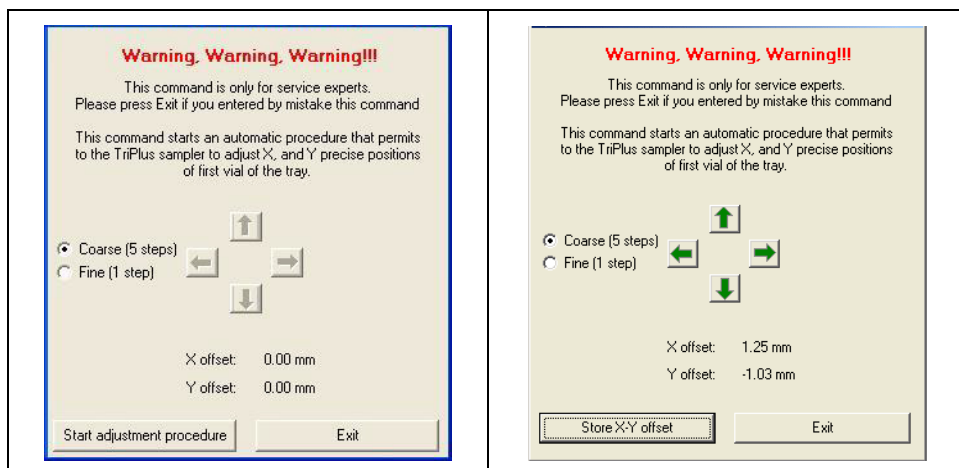 Warning, Warning, Warning!!!
This command is only for service experts.
Please press Exit if you entered by mistake this command
This command starts an automatic procedure that permits
to the TriPlus sampler to adjust X, and Y precise positions
of first vial of the tray.
Coarse (5 steps)
Fine (1 step)
X offset: 0.00 mm
Y offset: 0.00 mm
Start adjustment procedure Exit
Warning, Warning, Warning!!!
This command is only for service experts.
Please press Exit if you entered by mistake this command
This command starts an automatic procedure that permits
to the TriPlus sampler to adjust X, and Y precise positions
of first vial of the tray.
Coarse (5 steps)
Fine (1 step)
X offset: 1.25 mm
Y offset: -1.03 mm
Store X-Y offset Exit